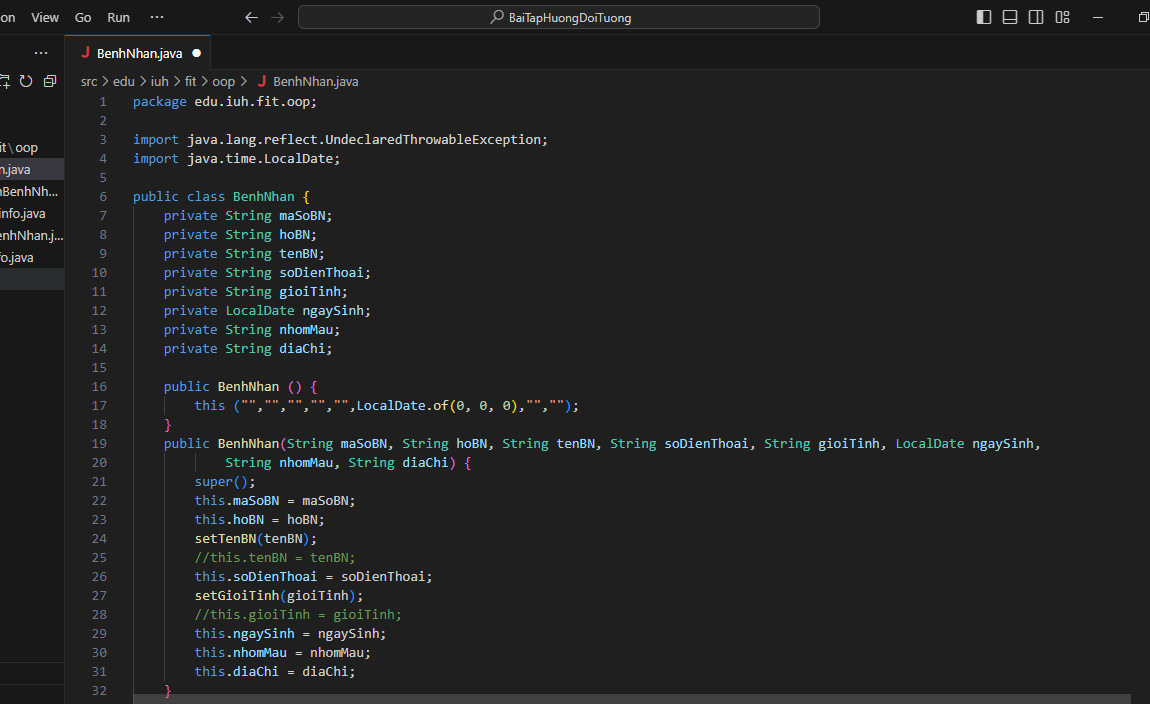 on View Go Run ··· ← → BaiTapHuongDoiTuong
··· J BenhNhan.java ●
src > edu > iuh > fit > oop > J BenhNhan.java
it\oop
n.java
nBenhNh...
info.java
enhNhan.j...
fo.java
1 package edu.iuh.fit.oop;
2
3 import java.lang.reflect.UndeclaredThrowableException;
4 import java.time.LocalDate;
5
6 public class BenhNhan {
7     private String maSoBN;
8     private String hoBN;
9     private String tenBN;
10     private String soDienThoai;
11     private String gioiTinh;
12     private LocalDate ngaySinh;
13     private String nhomMau;
14     private String diaChi;
15
16     public BenhNhan () {
17         this ("","","","","",LocalDate.of(0, 0, 0),"","");
18     }
19     public BenhNhan(String maSoBN, String hoBN, String tenBN, String soDienThoai, String gioiTinh, LocalDate ngaySinh,
20             String nhomMau, String diaChi) {
21         super();
22         this.maSoBN = maSoBN;
23         this.hoBN = hoBN;
24         setTenBN(tenBN);
25         //this.tenBN = tenBN;
26         this.soDienThoai = soDienThoai;
27         setGioiTinh(gioiTinh);
28         //this.gioiTinh = gioiTinh;
29         this.ngaySinh = ngaySinh;
30         this.nhomMau = nhomMau;
31         this.diaChi = diaChi;
32     }